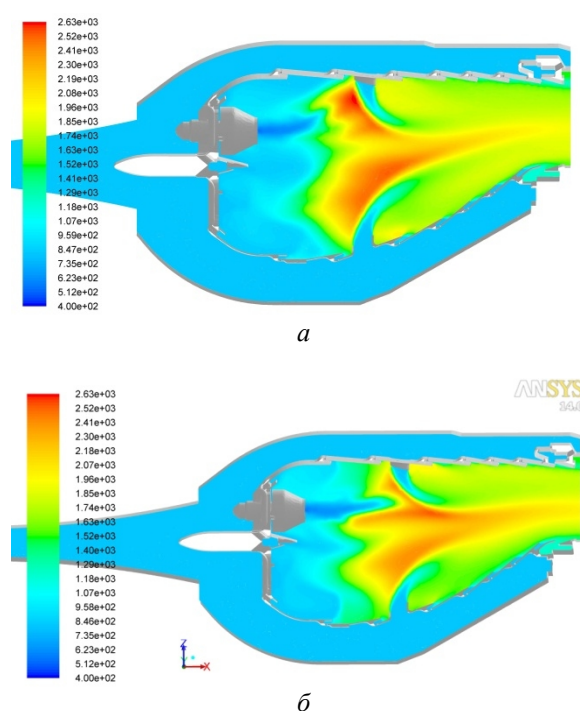 2.63e+03
2.52e+03
2.41e+03
2.30e+03
2.18e+03
2.07e+03
1.96e+03
1.85e+03
1.74e+03
1.63e+03
1.52e+03
1.41e+03
1.29e+03
1.18e+03
1.07e+03
9.59e+02
8.47e+02
7.35e+02
6.23e+02
5.12e+02
4.00e+02
а
ANSYS
14.0
2.63e+03
2.52e+03
2.41e+03
2.30e+03
2.18e+03
2.07e+03
1.96e+03
1.85e+03
1.74e+03
1.63e+03
1.52e+03
1.40e+03
1.29e+03
1.18e+03
1.07e+03
9.58e+02
8.46e+02
7.35e+02
6.23e+02
5.12e+02
4.00e+02
Z
Y
X
б